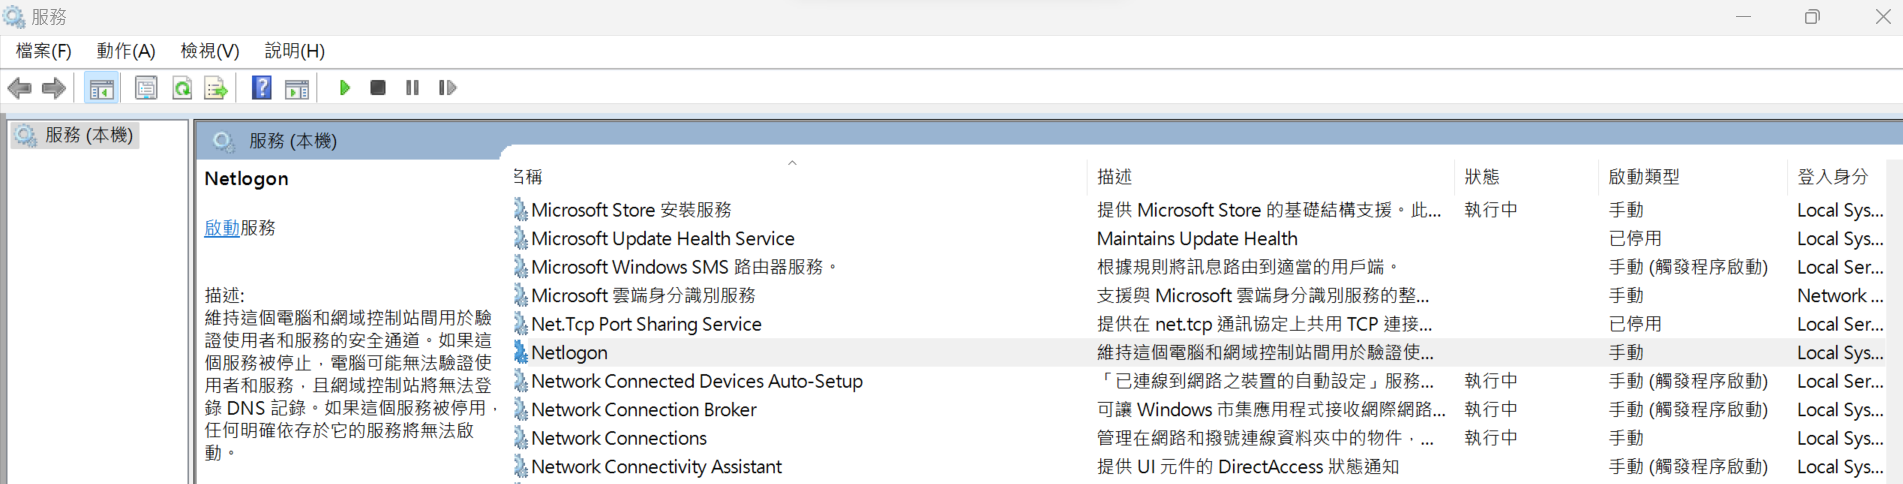 服務
檔案(F) 動作(A) 檢視(V) 說明(H)
服務 (本機)
服務 (本機)
Netlogon
啟動服務
描述:
維持這個電腦和網域控制站間用於驗
證使用者和服務的安全通道。如果這
個服務被停止，電腦可能無法驗證使
用者和服務，且網域控制站將無法登
錄 DNS 記錄。如果這個服務被停用，
任何明確依存於它的服務將無法啟
動。
名稱 描述 狀態 啟動類型 登入身分
Microsoft Store 安裝服務 提供 Microsoft Store 的基礎結構支援。此... 執行中 手動 Local Sys...
Microsoft Update Health Service Maintains Update Health 已停用 Local Sys...
Microsoft Windows SMS 路由器服務。 根據規則將訊息路由到適當的用戶端。 手動 (觸發程序啟動) Local Ser...
Microsoft 雲端身分識別服務 支援與 Microsoft 雲端身分識別服務的整... 手動 Network ...
Net.Tcp Port Sharing Service 提供在 net.tcp 通訊協定上共用 TCP 連接... 已停用 Local Ser...
Netlogon 維持這個電腦和網域控制站間用於驗證使... 手動 Local Sys...
Network Connected Devices Auto-Setup 「已連線到網路之裝置的自動設定」服務... 執行中 手動 (觸發程序啟動) Local Ser...
Network Connection Broker 可讓 Windows 市集應用程式接收網際網路... 執行中 手動 (觸發程序啟動) Local Sys...
Network Connections 管理在網路和撥號連線資料夾中的物件，... 執行中 手動 Local Sys...
Network Connectivity Assistant 提供 UI 元件的 DirectAccess 狀態通知 手動 (觸發程序啟動) Local Sys...